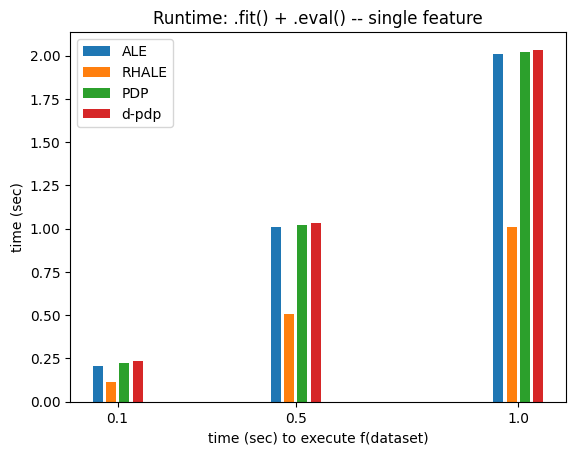 Runtime: .fit() + .eval() -- single feature
ALE
RHALE
PDP
d-pdp
2.00
1.75
1.50
1.25
1.00
0.75
0.50
0.25
0.00
time (sec)
0.1
0.5
1.0
time (sec) to execute f(dataset)